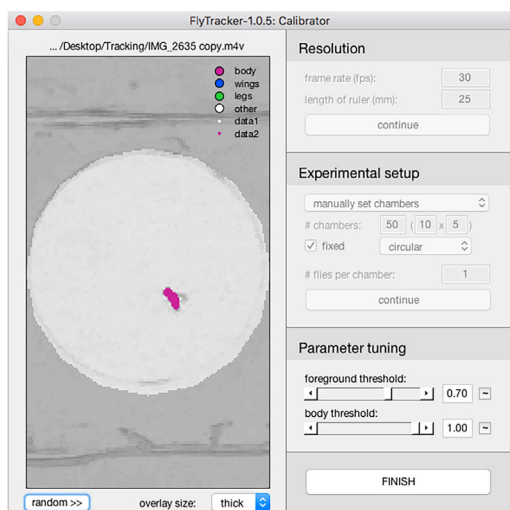 FlyTracker-1.0.5: Calibrator
... /Desktop/Tracking/IMG_2635 copy.m4v
body
wings
legs
other
data1
data2
random >>
overlay size: thick
Resolution
frame rate (fps): 30
length of ruler (mm): 25
continue
Experimental setup
manually set chambers
# chambers: 50 ( 10 x 5 )
fixed circular
# flies per chamber: 1
continue
Parameter tuning
foreground threshold:
0.70 ~
body threshold:
1.00 ~
FINISH